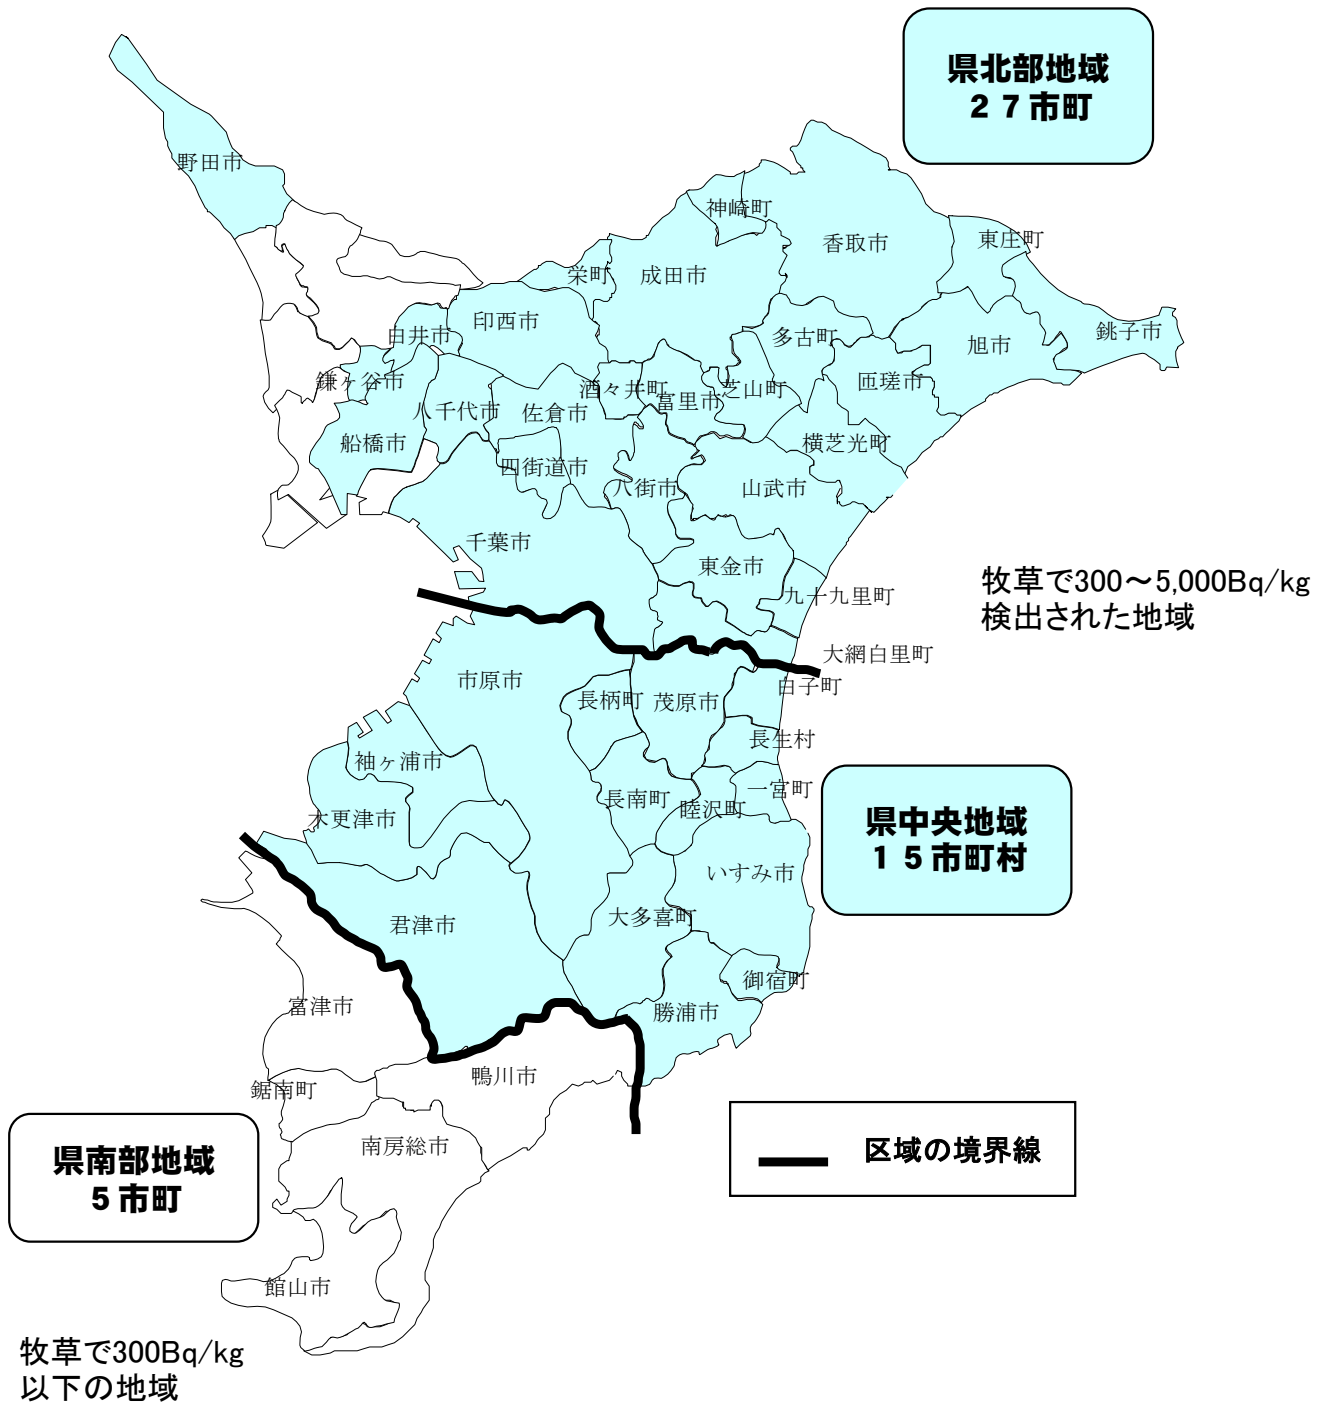 県北部地域
２７市町
野田市
神崎町
香取市
東庄町
栄町
成田市
印西市
白井市
多古町
旭市
銚子市
鎌ヶ谷市
八千代市
佐倉市
酒々井町
富里市
芝山町
匝瑳市
船橋市
四街道市
八街市
山武市
横芝光町
千葉市
東金市
九十九里町
牧草で300～5,000Bq/kg
検出された地域
大網白里町
市原市
長柄町
茂原市
白子町
長生村
袖ヶ浦市
長南町
睦沢町
一宮町
木更津市
県中央地域
１５市町村
いすみ市
君津市
大多喜町
御宿町
勝浦市
富津市
鴨川市
鋸南町
南房総市
県南部地域
５市町
区域の境界線
館山市
牧草で300Bq/kg
以下の地域